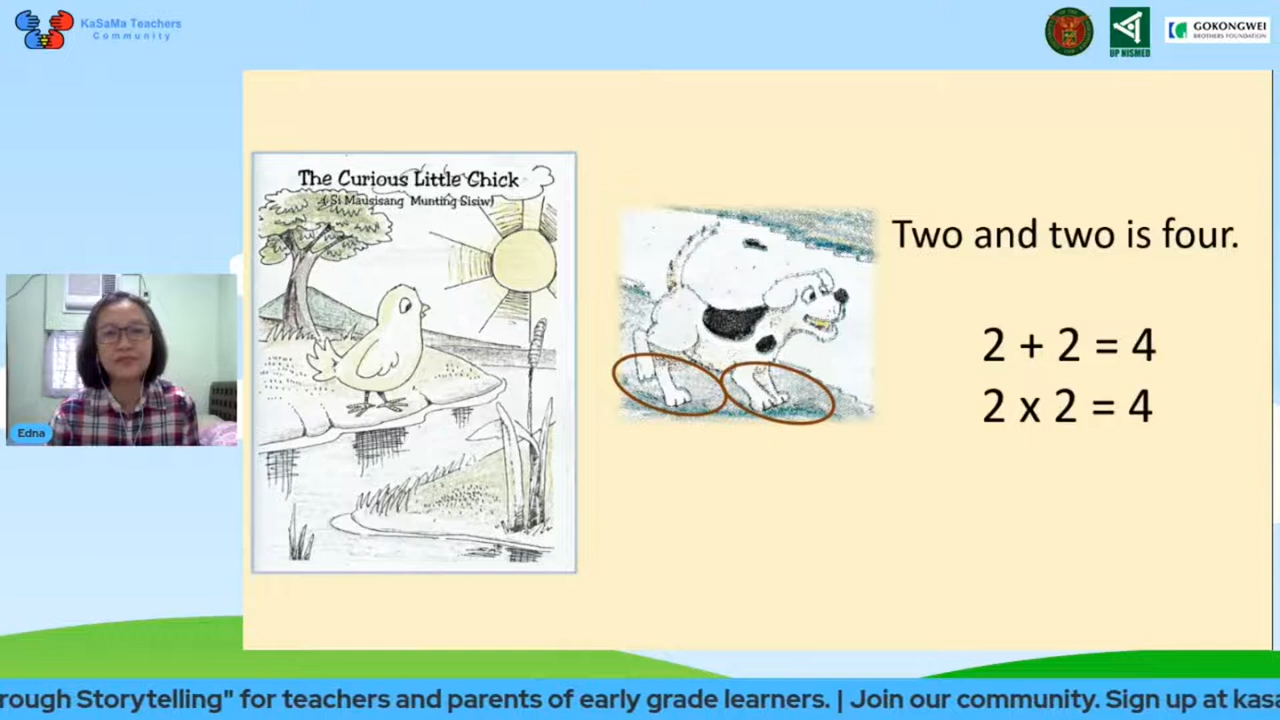 KaSaMa Teachers
Community
UP NISMED
GOKONGWEI
BROTHERS FOUNDATION
The Curious Little Chick
( Si Mausisang Munting Sisiw)
Two and two is four.
2 + 2 = 4
2 x 2 = 4
Edna
rough Storytelling" for teachers and parents of early grade learners. | Join our community. Sign up at kasa